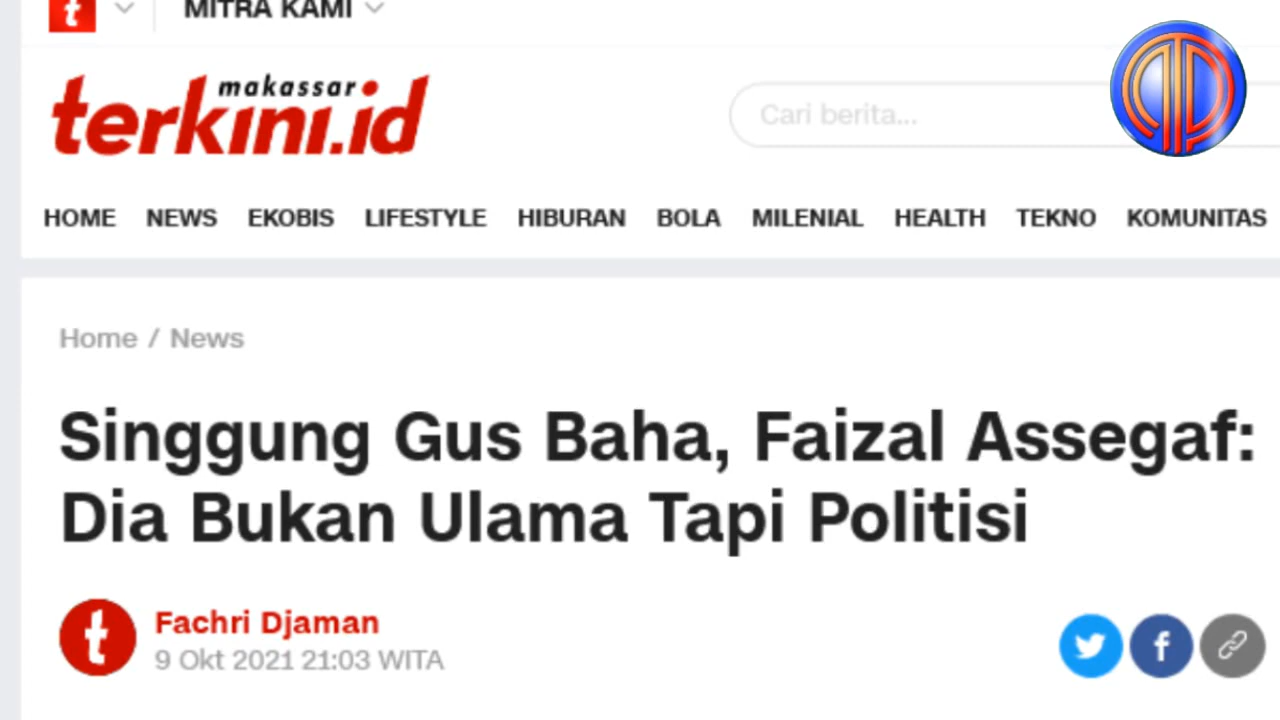 MITRA KAMI
makassar
terkini.id
Cari berita...
HOME NEWS EKOBIS LIFESTYLE HIBURAN BOLA MILENIAL HEALTH TEKNO KOMUNITAS
Home / News
Singgung Gus Baha, Faizal Assegaf:
Dia Bukan Ulama Tapi Politisi
Fachri Djaman
9 Okt 2021 21:03 WITA